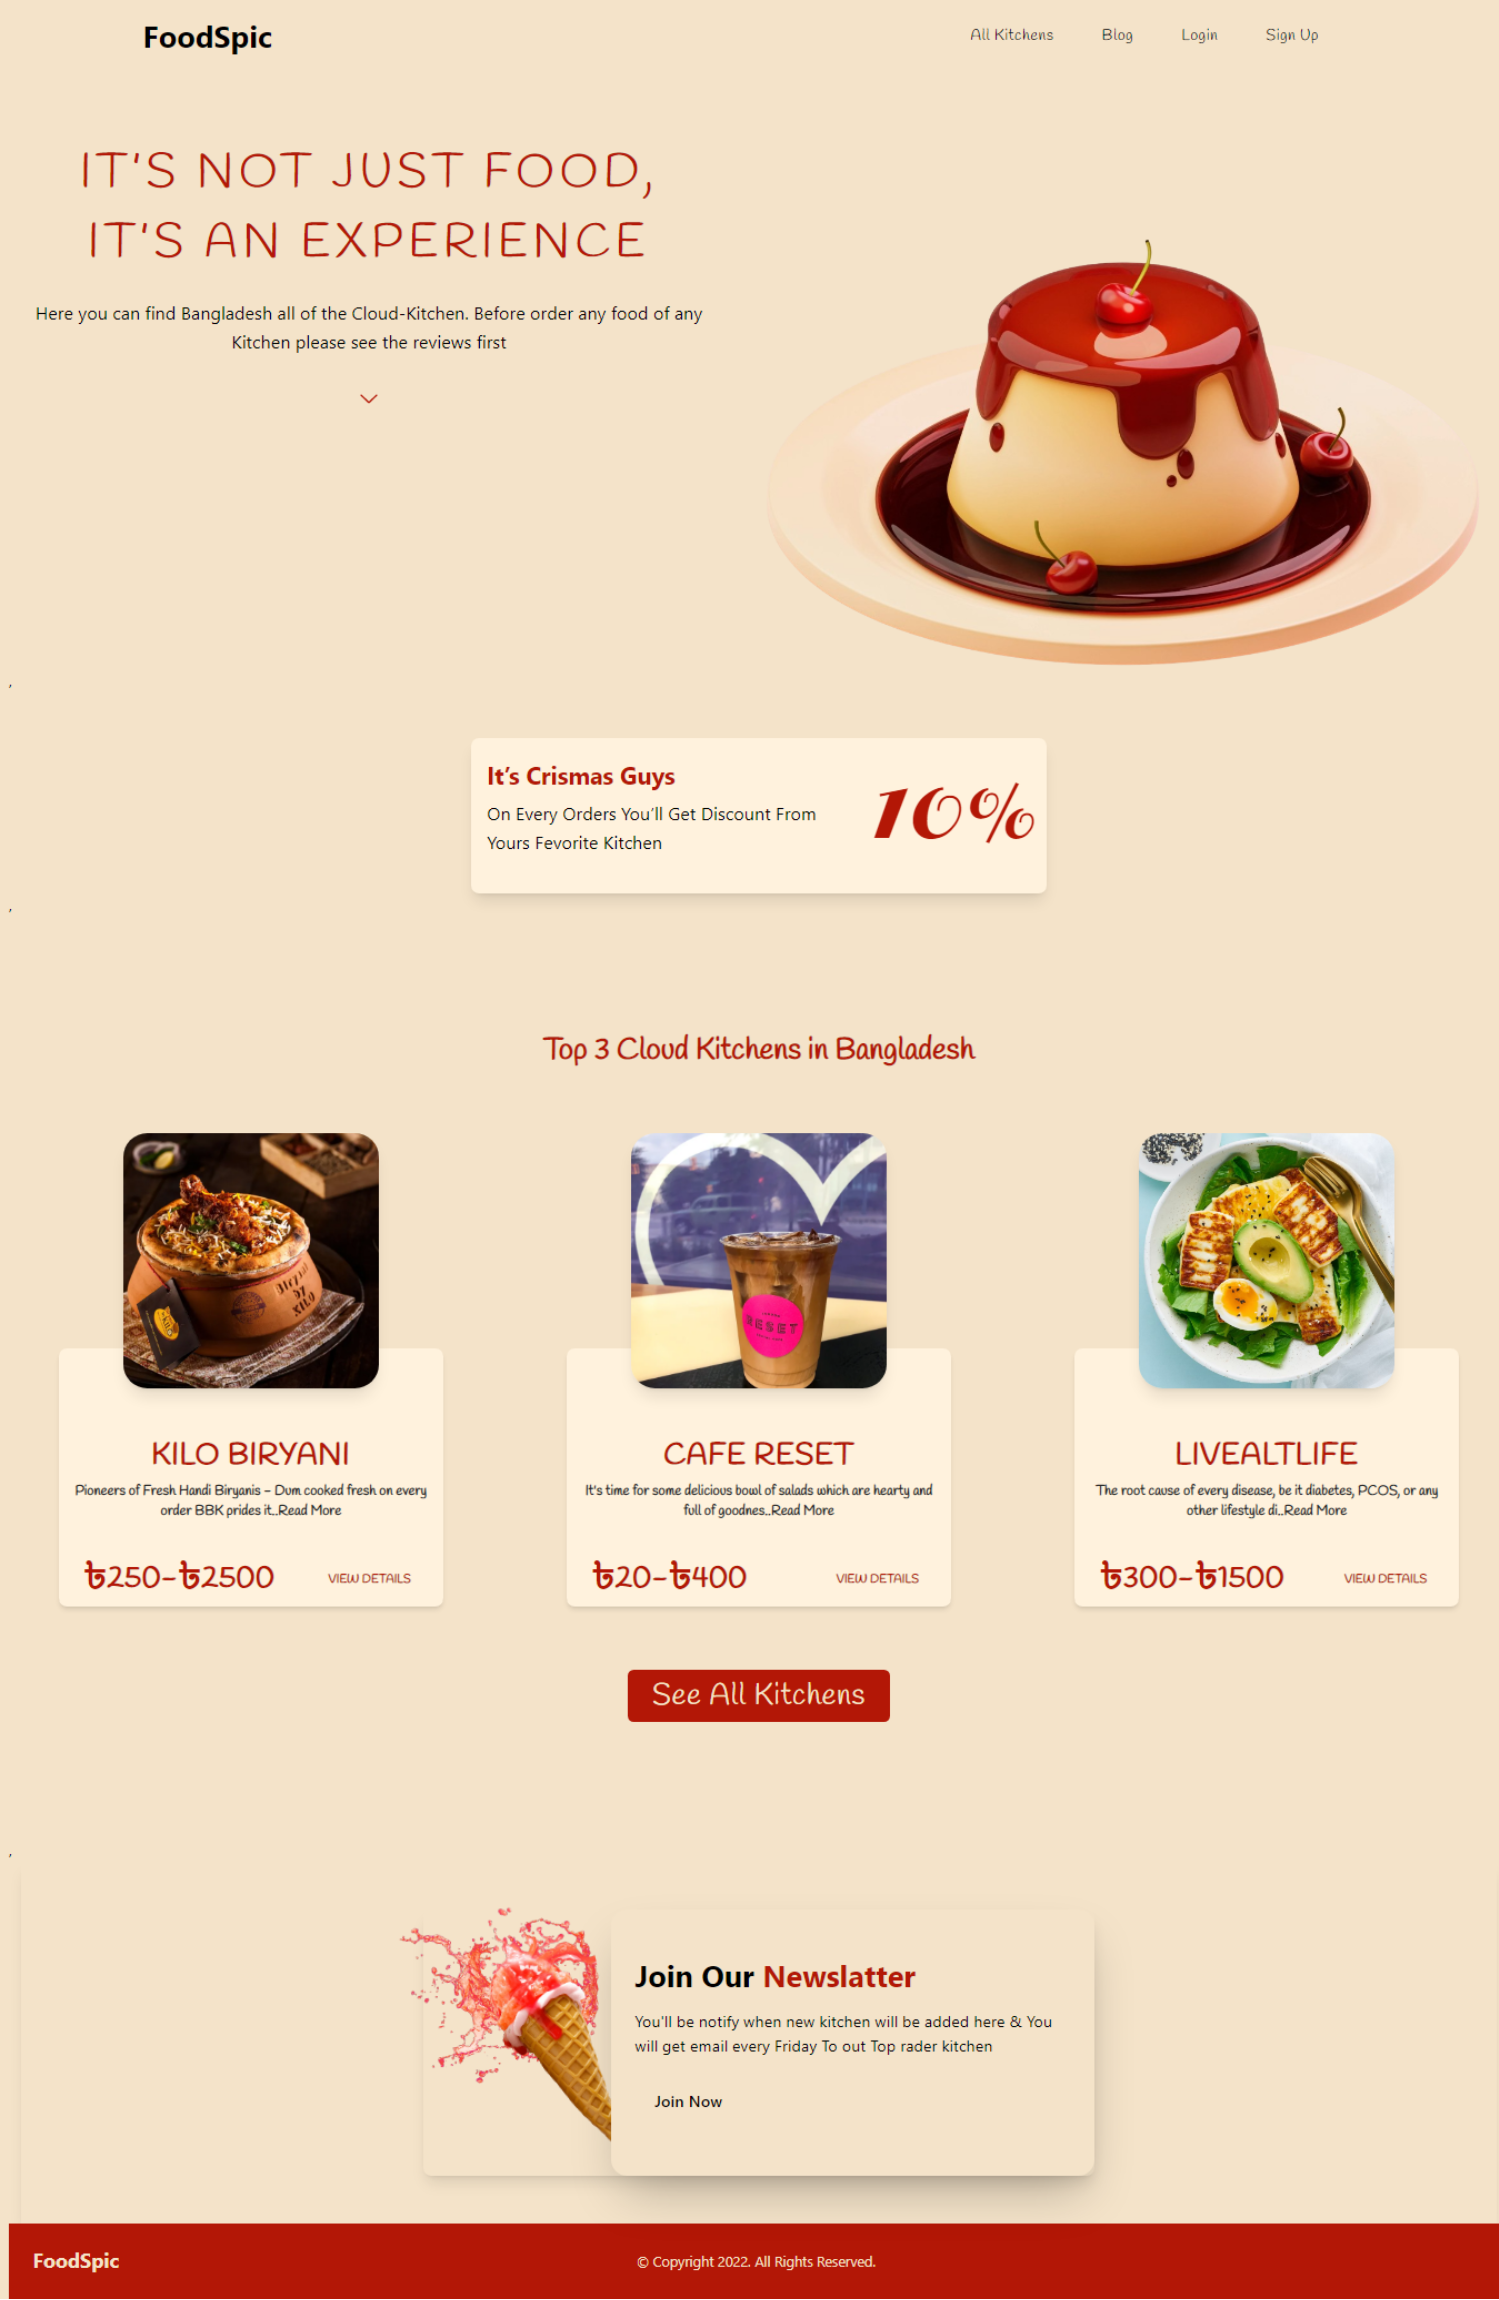 FoodSpic
All Kitchens
Blog
Login
Sign Up
IT'S NOT JUST FOOD,
IT'S AN EXPERIENCE
Here you can find Bangladesh all of the Cloud-Kitchen. Before order any food of any
Kitchen please see the reviews first
,
It's Crismas Guys
On Every Orders You'll Get Discount From
Yours Fevorite Kitchen
10%
,
Top 3 Cloud Kitchens in Bangladesh
Biryani
by
KILO
kilo
RESET
KILO BIRYANI
Pioneers of Fresh Handi Biryanis – Dum cooked fresh on every
order BBK prides it..Read More
৳250-৳2500
VIEW DETAILS
CAFE RESET
It's time for some delicious bowl of salads which are hearty and
full of goodnes..Read More
৳20-৳400
VIEW DETAILS
LIVEALTLIFE
The root cause of every disease, be it diabetes, PCOS, or any
other lifestyle di..Read More
৳300-৳1500
VIEW DETAILS
See All Kitchens
,
Join Our Newslatter
You'll be notify when new kitchen will be added here & You
will get email every Friday To out Top rader kitchen
Join Now
FoodSpic
© Copyright 2022. All Rights Reserved.